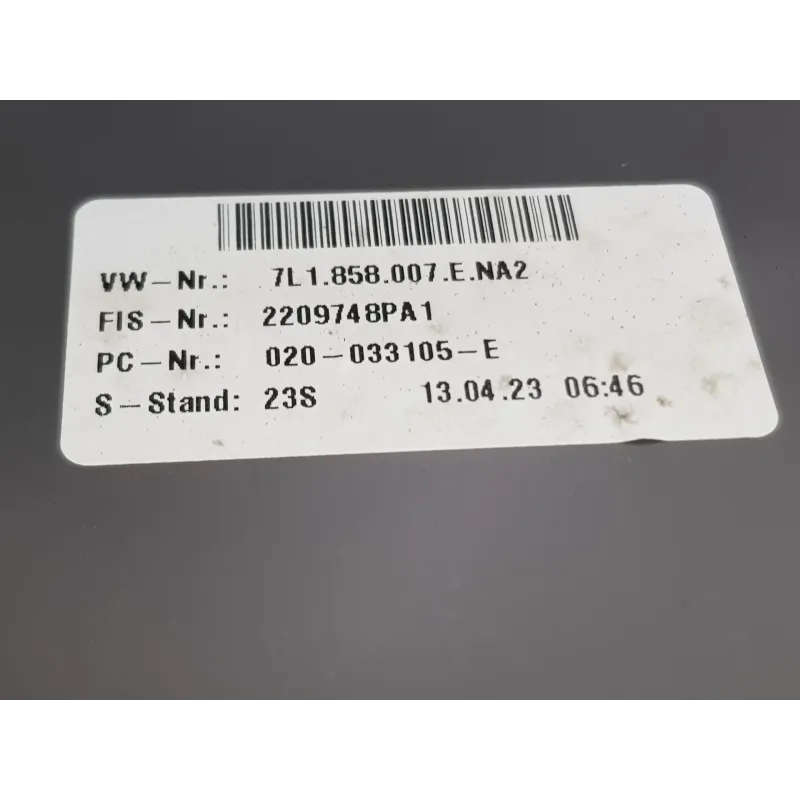 VW-Nr.: 7L1.858.007.E.NA2
FIS-Nr.: 2209748PA1
PC-Nr.: 020-033105-E
S-Stand: 23S 13.04.23 06:46